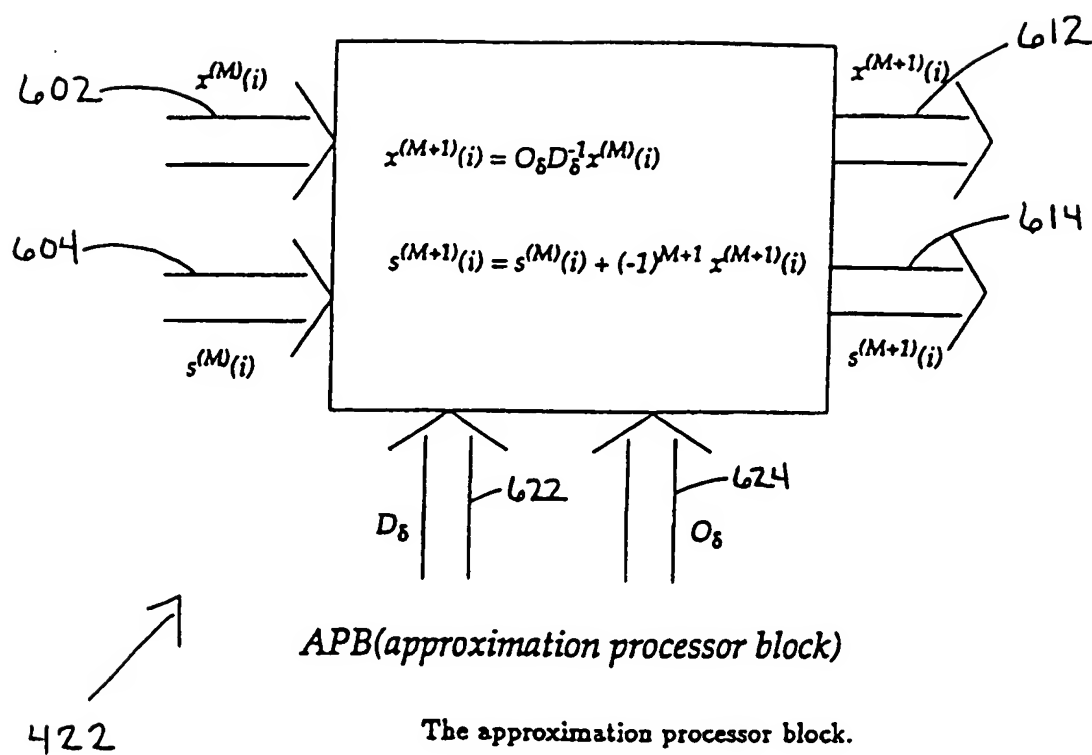 612
602
x^(M)(i)
x^(M+1)(i)
x^(M+1)(i) = O_δ D_δ^-1 x^(M)(i)
604
614
s^(M+1)(i) = s^(M)(i) + (-1)^M+1 x^(M+1)(i)
s^(M)(i)
s^(M+1)(i)
622
624
D_δ
O_δ
APB(approximation processor block)
422
The approximation processor block.